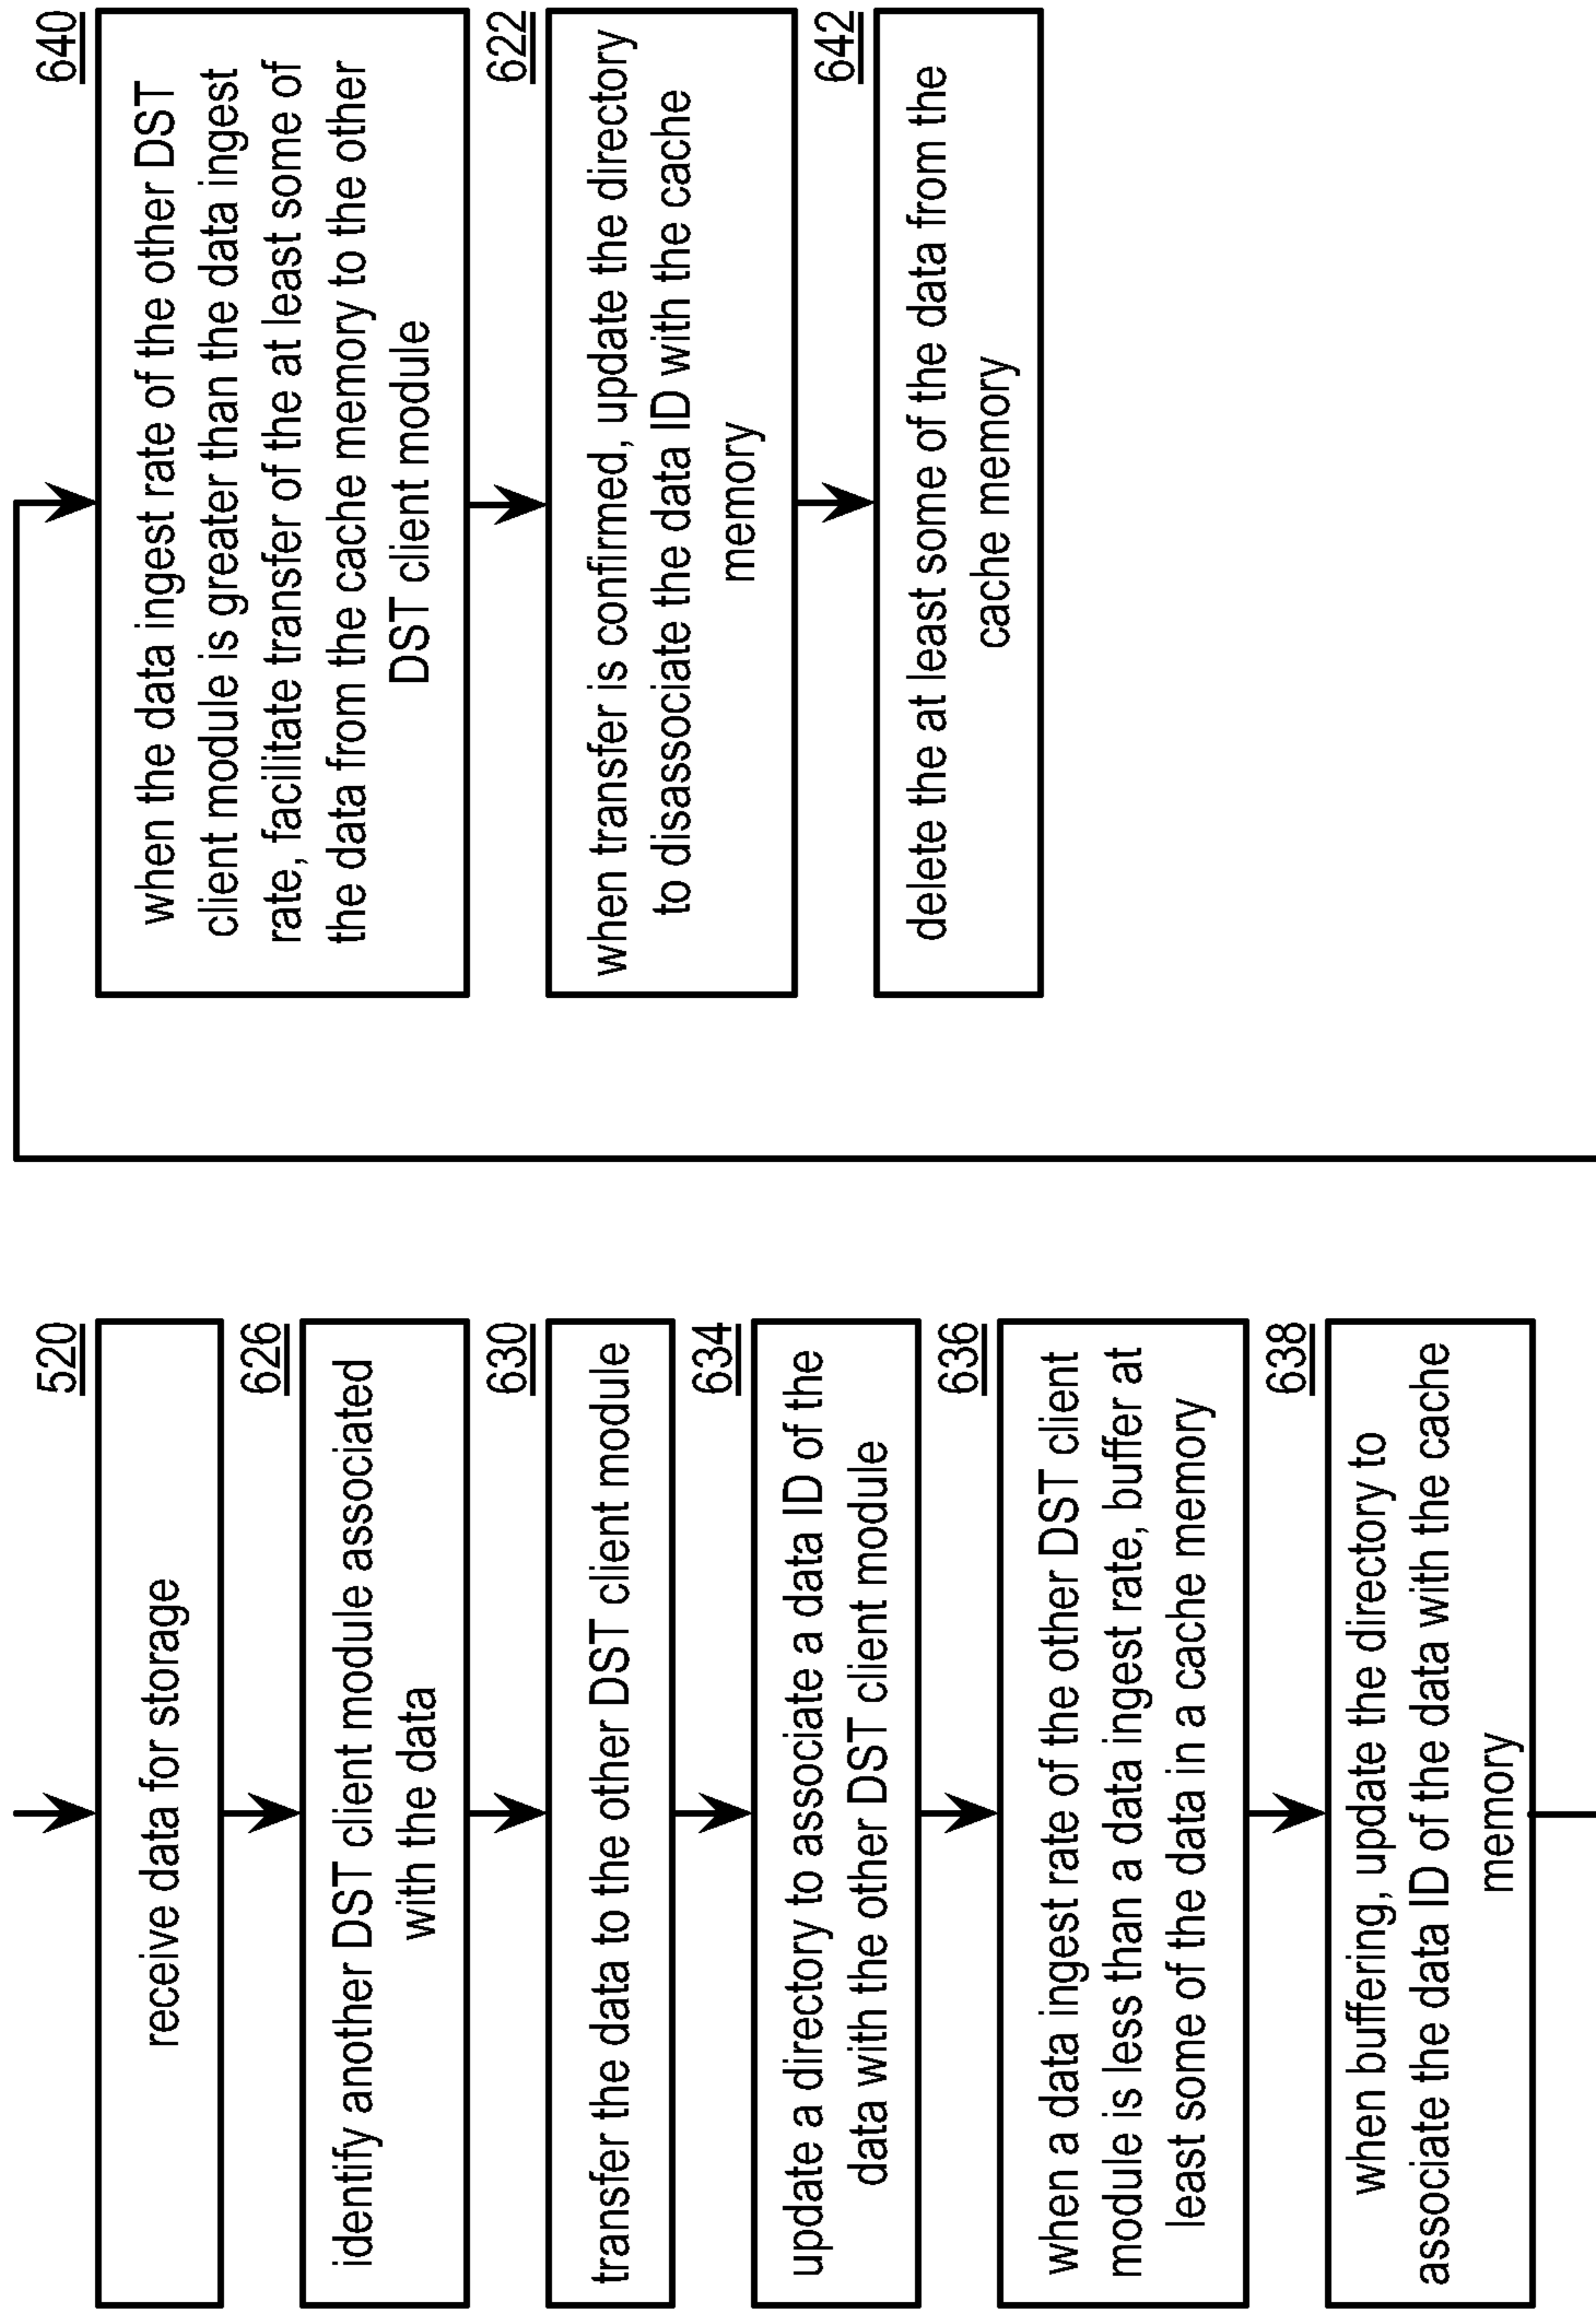 520
receive data for storage
626
identify another DST client module associated
with the data
630
transfer the data to the other DST client module
634
update a directory to associate a data ID of the
data with the other DST client module
636
when a data ingest rate of the other DST client
module is less than a data ingest rate, buffer at
least some of the data in a cache memory
638
when buffering, update the directory to
associate the data ID of the data with the cache
memory
640
when the data ingest rate of the other DST
client module is greater than the data ingest
rate, facilitate transfer of the at least some of
the data from the cache memory to the other
DST client module
622
when transfer is confirmed, update the directory
to disassociate the data ID with the cache
memory
642
delete the at least some of the data from the
cache memory